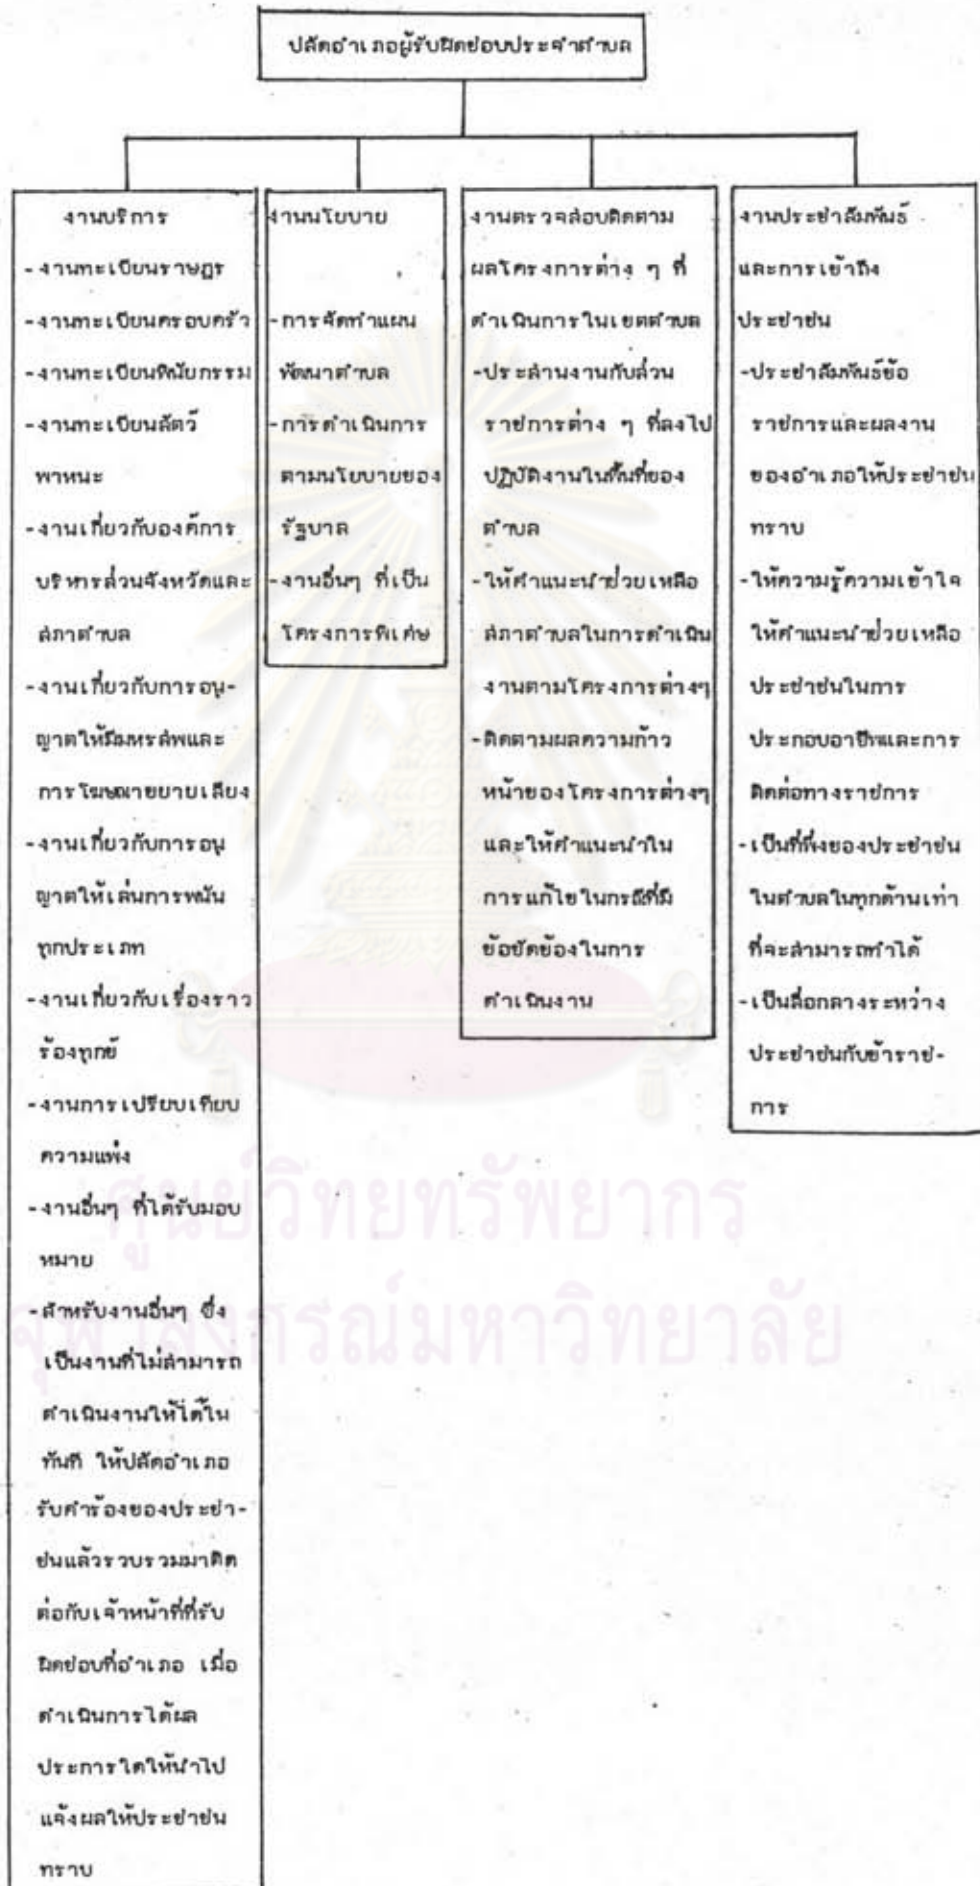 ปลัดอำเภอผู้รับผิดชอบประจำตำบล
งานบริการ
-งานทะเบียนราษฎร
-งานทะเบียนครอบครัว
-งานทะเบียนพินัยกรรม
-งานทะเบียนสัตว์
พาหนะ
-งานเกี่ยวกับองค์การ
บริหารส่วนจังหวัดและ
สภาตำบล
-งานเกี่ยวกับการอนุ-
ญาตให้มีมหรสพและ
การโฆษณาขยายเสียง
-งานเกี่ยวกับการอนุ
ญาตให้เล่นการพนัน
ทุกประเภท
-งานเกี่ยวกับเรื่องราว
ร้องทุกข์
-งานการเปรียบเทียบ
ความแพ่ง
-งานอื่นๆ ที่ได้รับมอบ
หมาย
-สำหรับงานอื่นๆ ซึ่ง
เป็นงานที่ไม่สามารถ
ดำเนินงานให้ได้ใน
ทันที ให้ปลัดอำเภอ
รับคำร้องของประชา-
ชนแล้วรวบรวมมาติด
ต่อกับเจ้าหน้าที่ที่รับ
ผิดชอบที่อำเภอ เมื่อ
ดำเนินการได้ผล
ประการใดให้นำไป
แจ้งผลให้ประชาชน
ทราบ
งานนโยบาย
-การจัดทำแผน
พัฒนาตำบล
-การดำเนินการ
ตามนโยบายของ
รัฐบาล
-งานอื่นๆ ที่เป็น
โครงการพิเศษ
งานตรวจสอบติดตาม
ผลโครงการต่าง ๆ ที่
ดำเนินการในเขตตำบล
-ประสานงานกับส่วน
ราชการต่าง ๆ ที่ลงไป
ปฏิบัติงานในพื้นที่ของ
ตำบล
-ให้คำแนะนำช่วยเหลือ
สภาตำบลในการดำเนิน
งานตามโครงการต่างๆ
-ติดตามผลความก้าว
หน้าของโครงการต่างๆ
และให้คำแนะนำใน
การแก้ไขในกรณีที่มี
ข้อขัดข้องในการ
ดำเนินงาน
งานประชาสัมพันธ์
และการเข้าถึง
ประชาชน
-ประชาสัมพันธ์ข้อ
ราชการและผลงาน
ของอำเภอให้ประชาชน
ทราบ
-ให้ความรู้ความเข้าใจ
ให้คำแนะนำช่วยเหลือ
ประชาชนในการ
ประกอบอาชีพและการ
ติดต่อทางราชการ
-เป็นที่พึ่งของประชาชน
ในตำบลในทุกด้านเท่า
ที่จะสามารถทำได้
-เป็นสื่อกลางระหว่าง
ประชาชนกับข้าราช-
การ
ศูนย์วิทยทรัพยากร
จุฬาลงกรณ์มหาวิทยาลัย